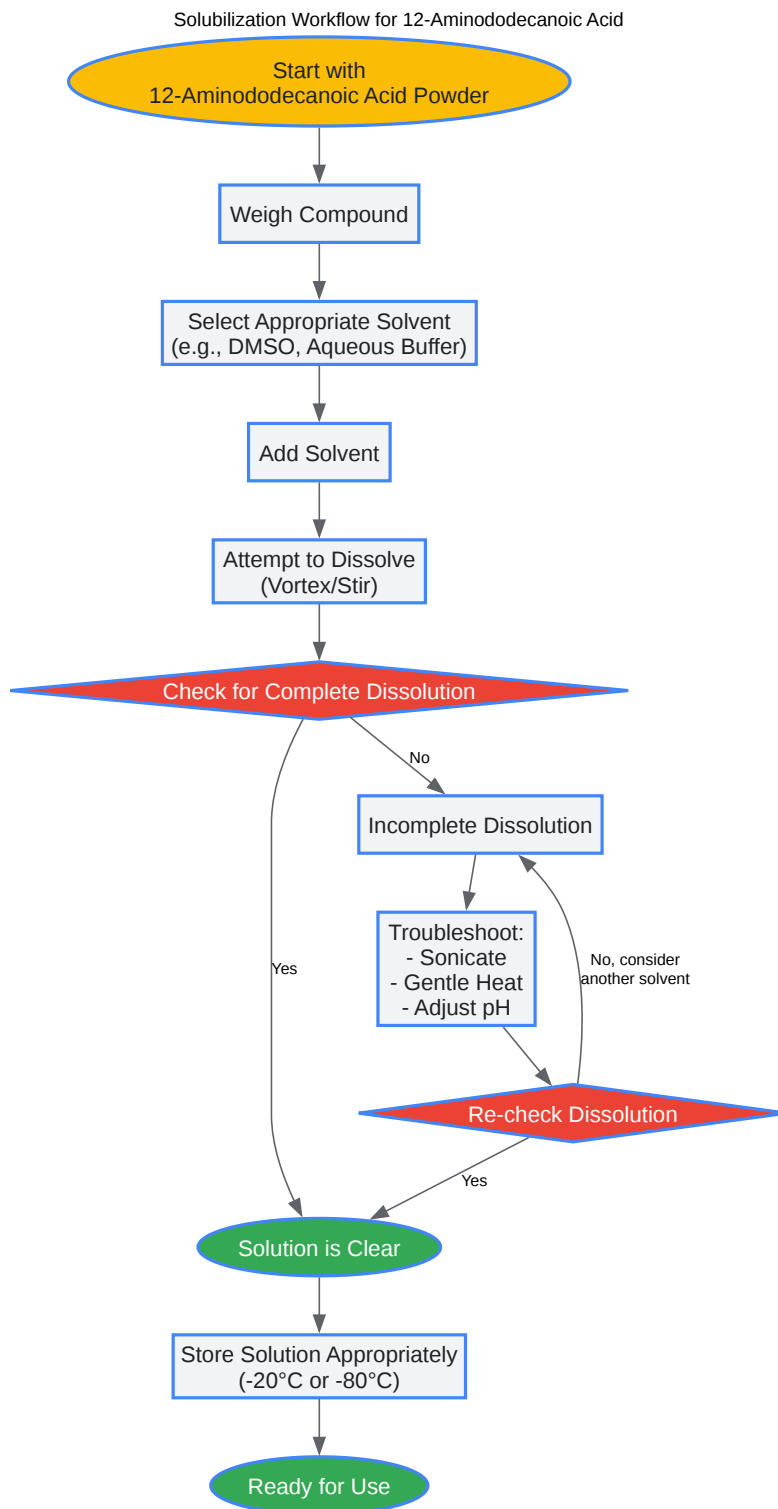 Solubilization Workflow for 12-Aminododecanoic Acid
Start with
12-Aminododecanoic Acid Powder
Weigh Compound
Select Appropriate Solvent
(e.g., DMSO, Aqueous Buffer)
Add Solvent
Attempt to Dissolve
(Vortex/Stir)
Check for Complete Dissolution
No
Incomplete Dissolution
Troubleshoot:
- Sonicate
- Gentle Heat
- Adjust pH
No, consider
another solvent
Yes
Re-check Dissolution
Yes
Solution is Clear
Store Solution Appropriately
(-20°C or -80°C)
Ready for Use